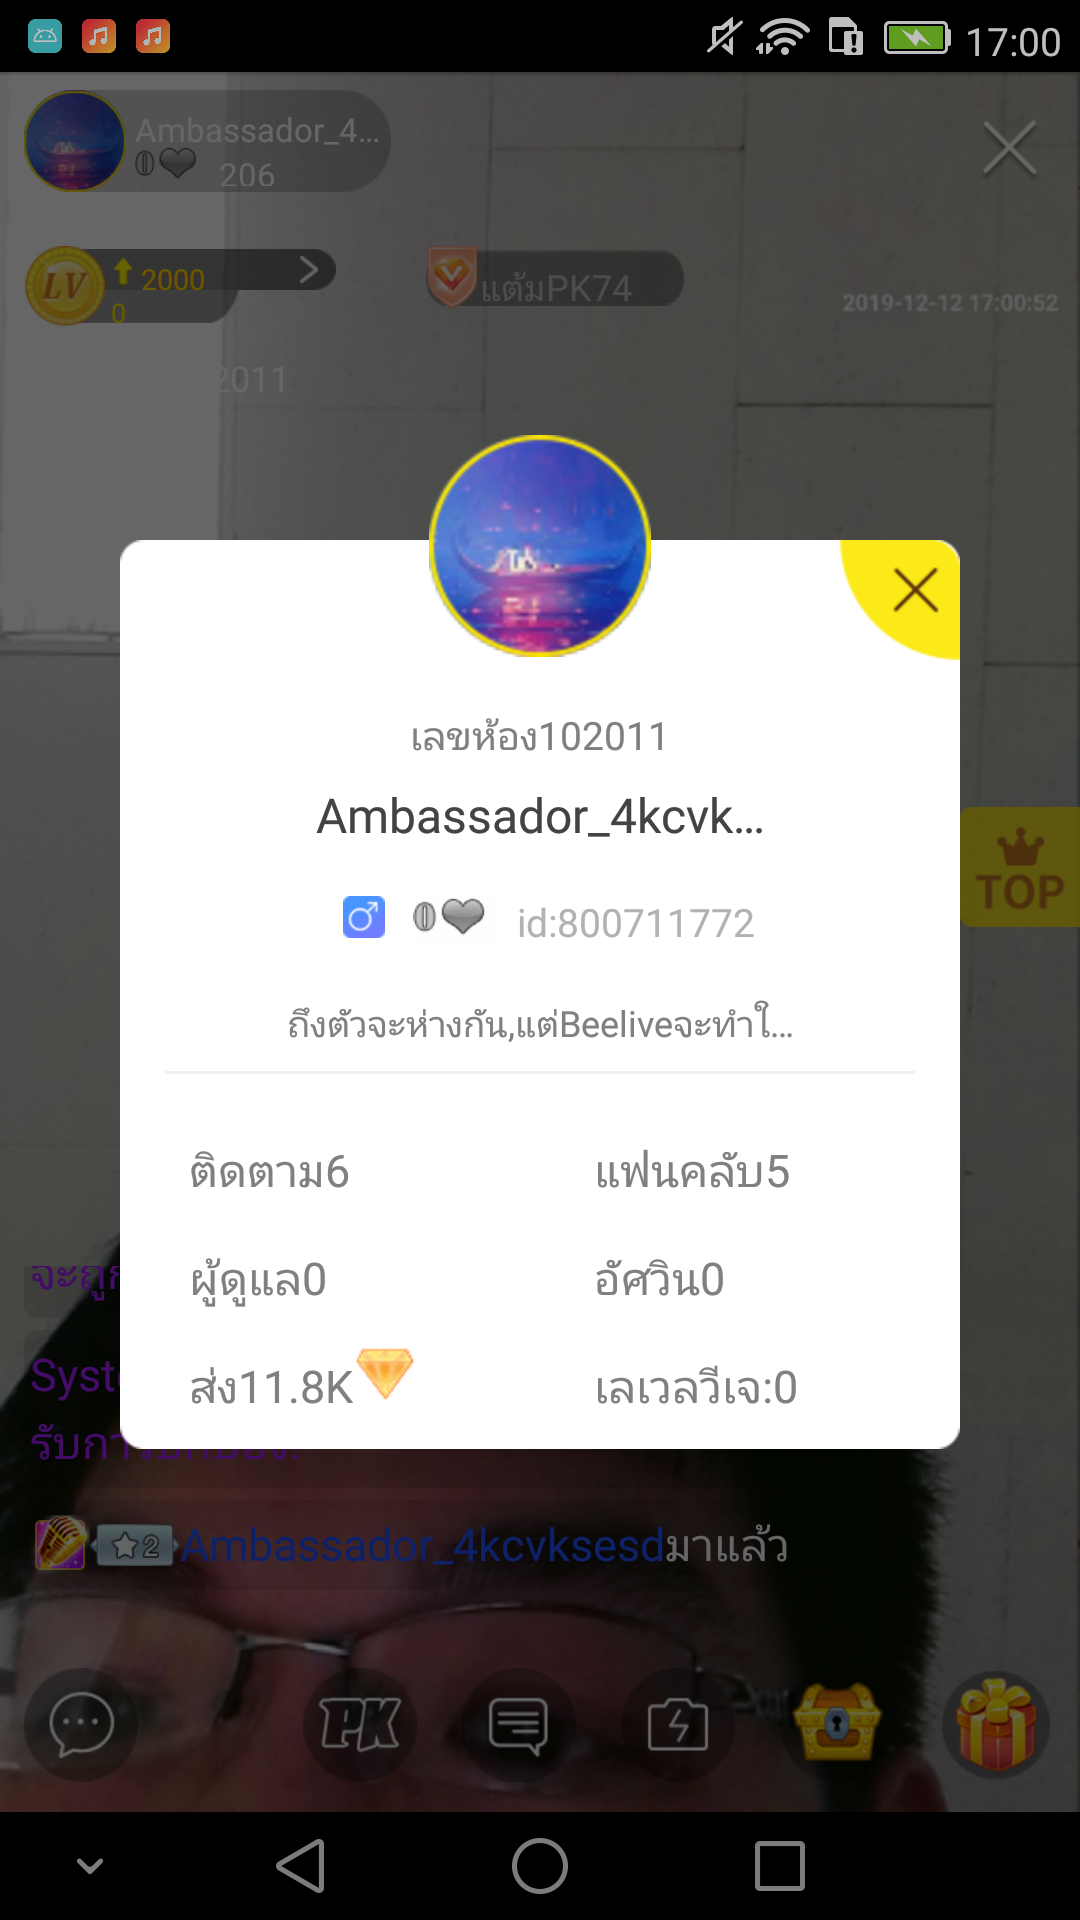 17:00
Ambassador_4...
0
206
LV
2000
0
แต้มPK74
2019-12-12 17:00:52
2011
เลขห้อง102011
Ambassador_4kcvk...
TOP
0
id:800711772
ถึงตัวจะห่างกัน,แต่Beeliveจะทำใ...
ติดตาม6
แฟนคลับ5
จะถูก
ผู้ดูแล0
อัศวิน0
Syst
ส่ง11.8K
เลเวลวีเจ:0
2
Ambassador_4kcvksesdมาแล้ว
PK